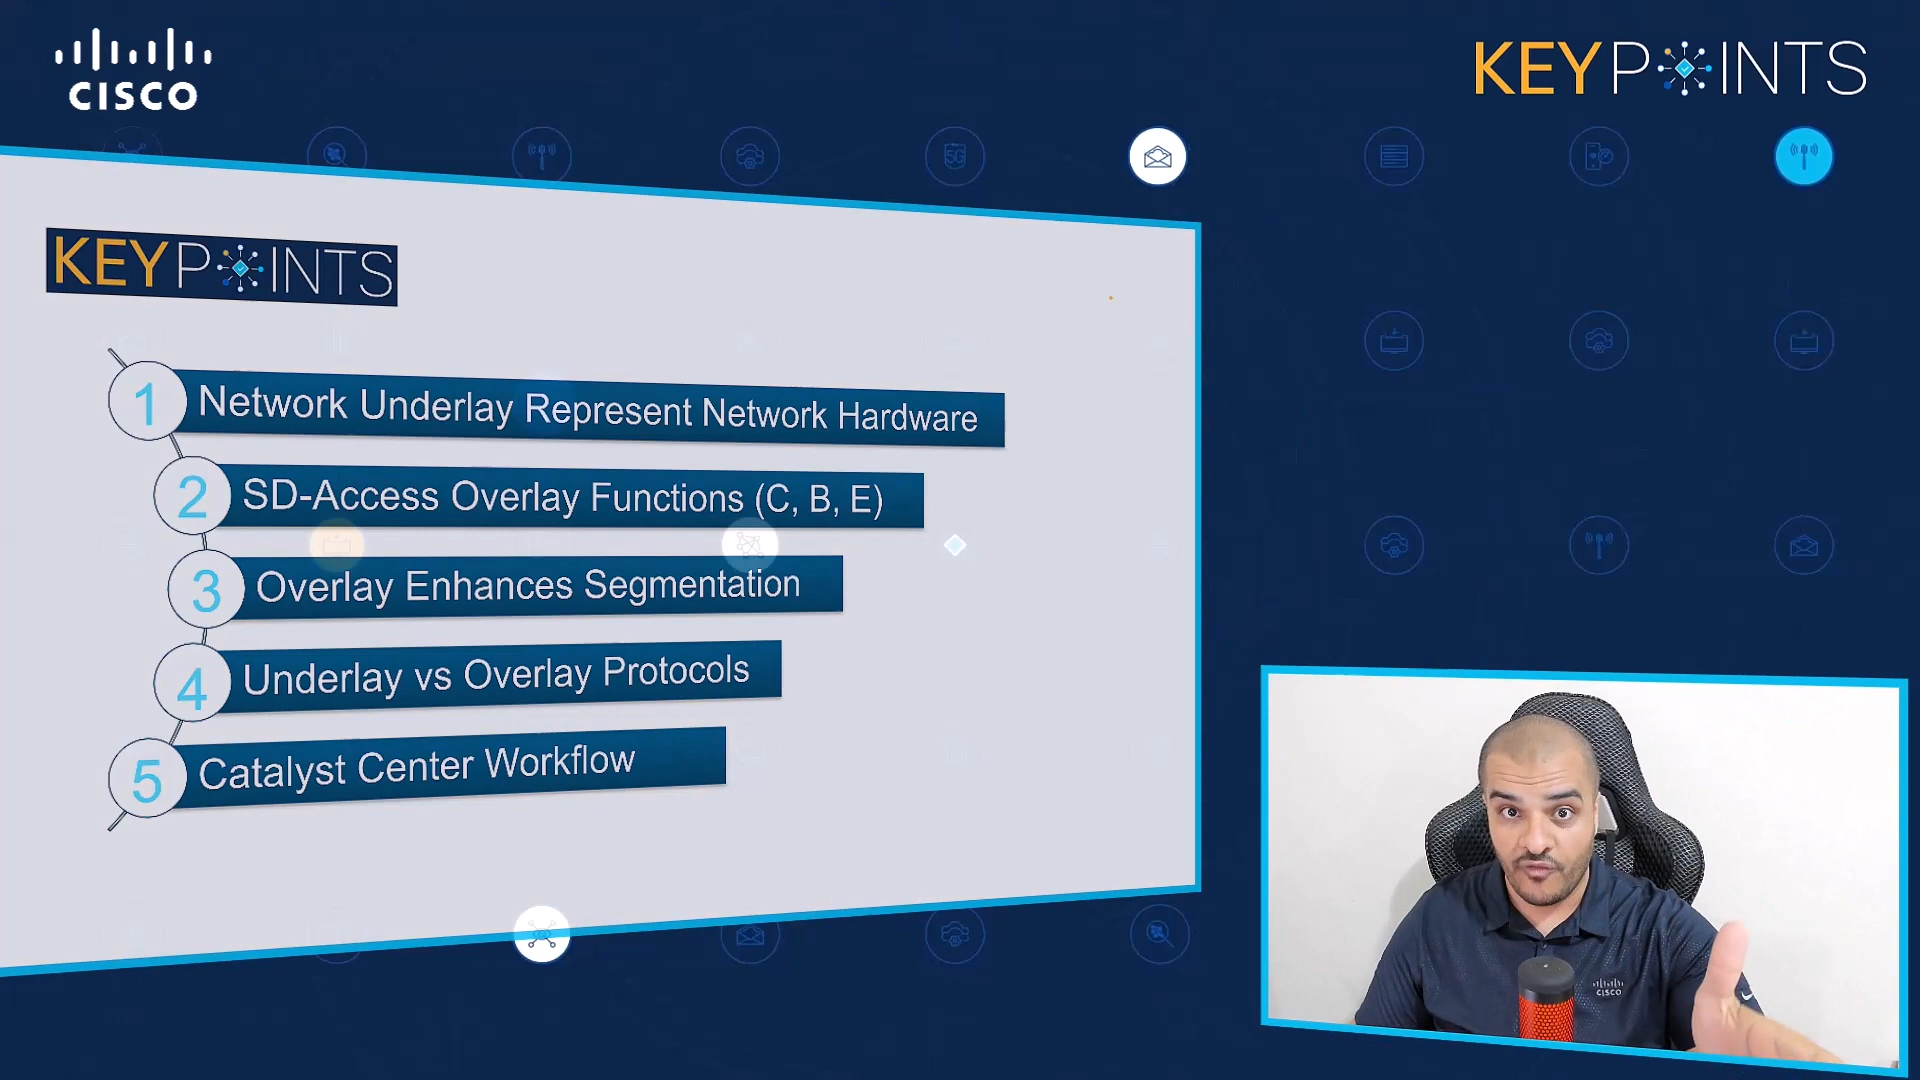 CISCO
KEYPOINTS
5G
KEYPOINTS
1 Network Underlay Represent Network Hardware
2 SD-Access Overlay Functions (C, B, E)
3 Overlay Enhances Segmentation
4 Underlay vs Overlay Protocols
5 Catalyst Center Workflow
CISCO